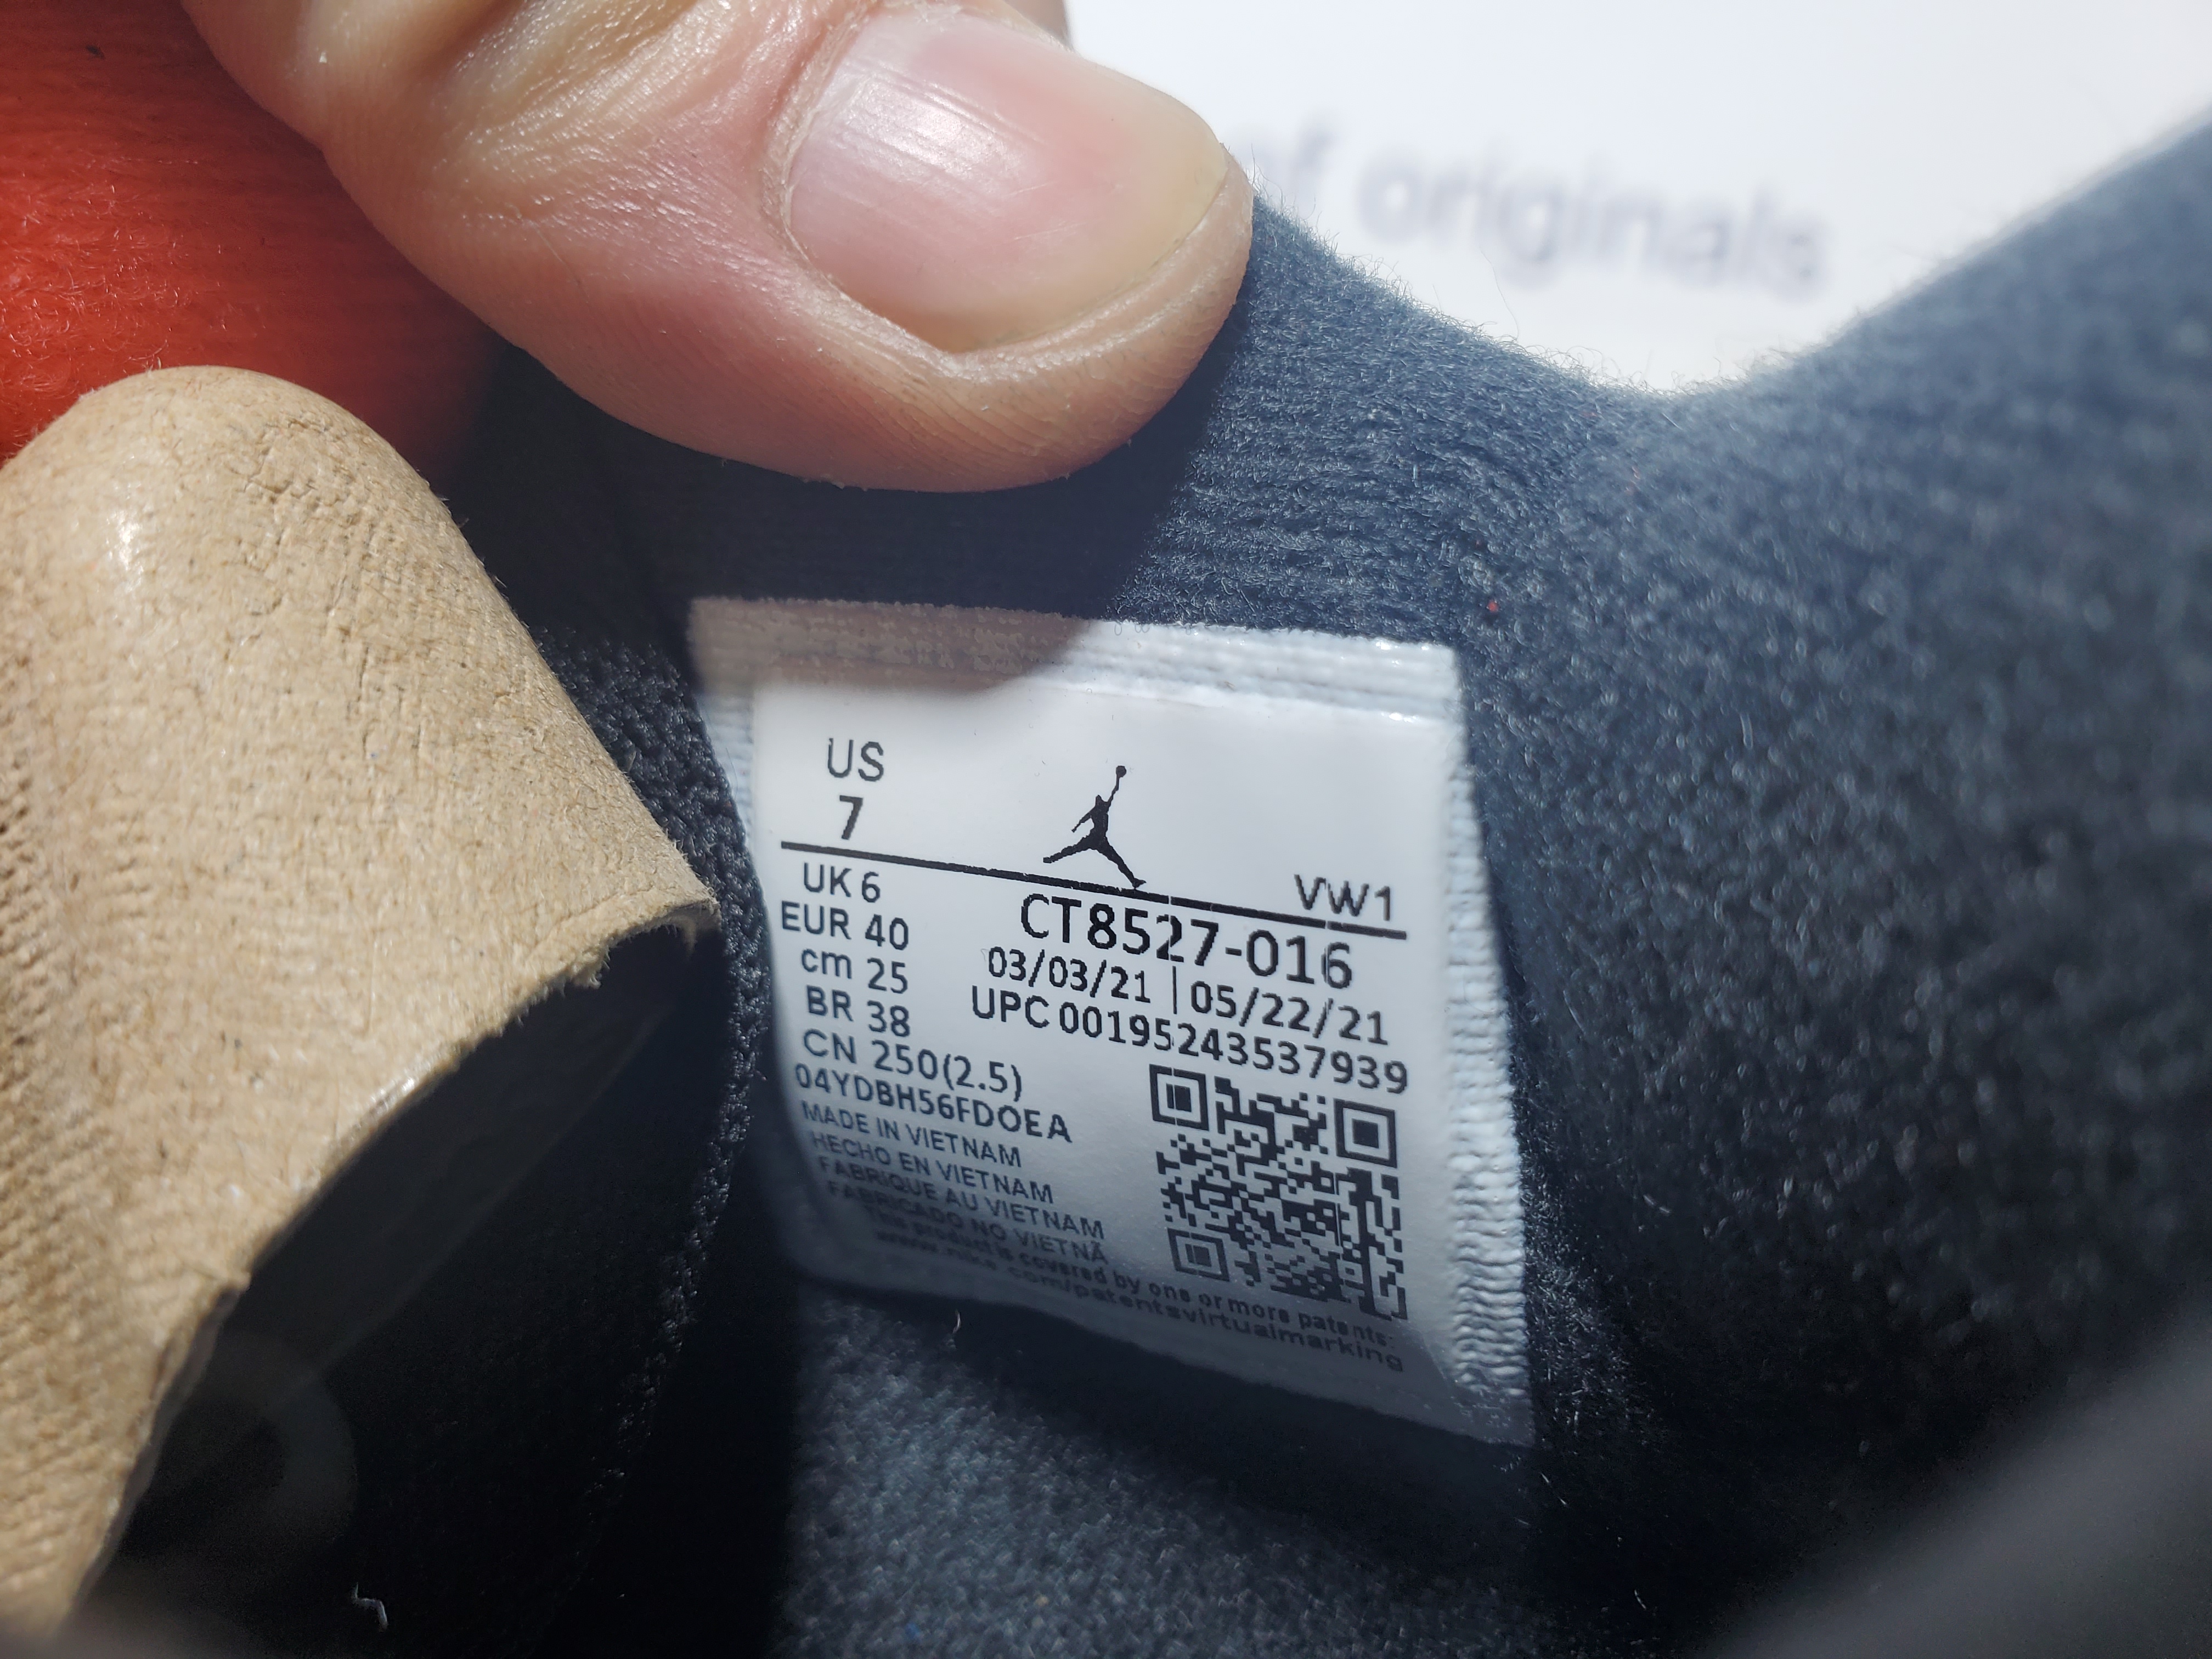 of originals
US
7
VW1
UK 6
EUR 40
cm 25
BR 38
CN 250(2.5)
CT8527-016
03/03/21 | 05/22/21
UPC 00195243537939
04YDBH56FDOEA
MADE IN VIETNAM
HECHO EN VIETNAM
FABRIQUE AU VIETNAM
FABRICADO NO VIETNÃ
This product is covered by one or more patents:
www.nike.com/patentsvirtualmarking